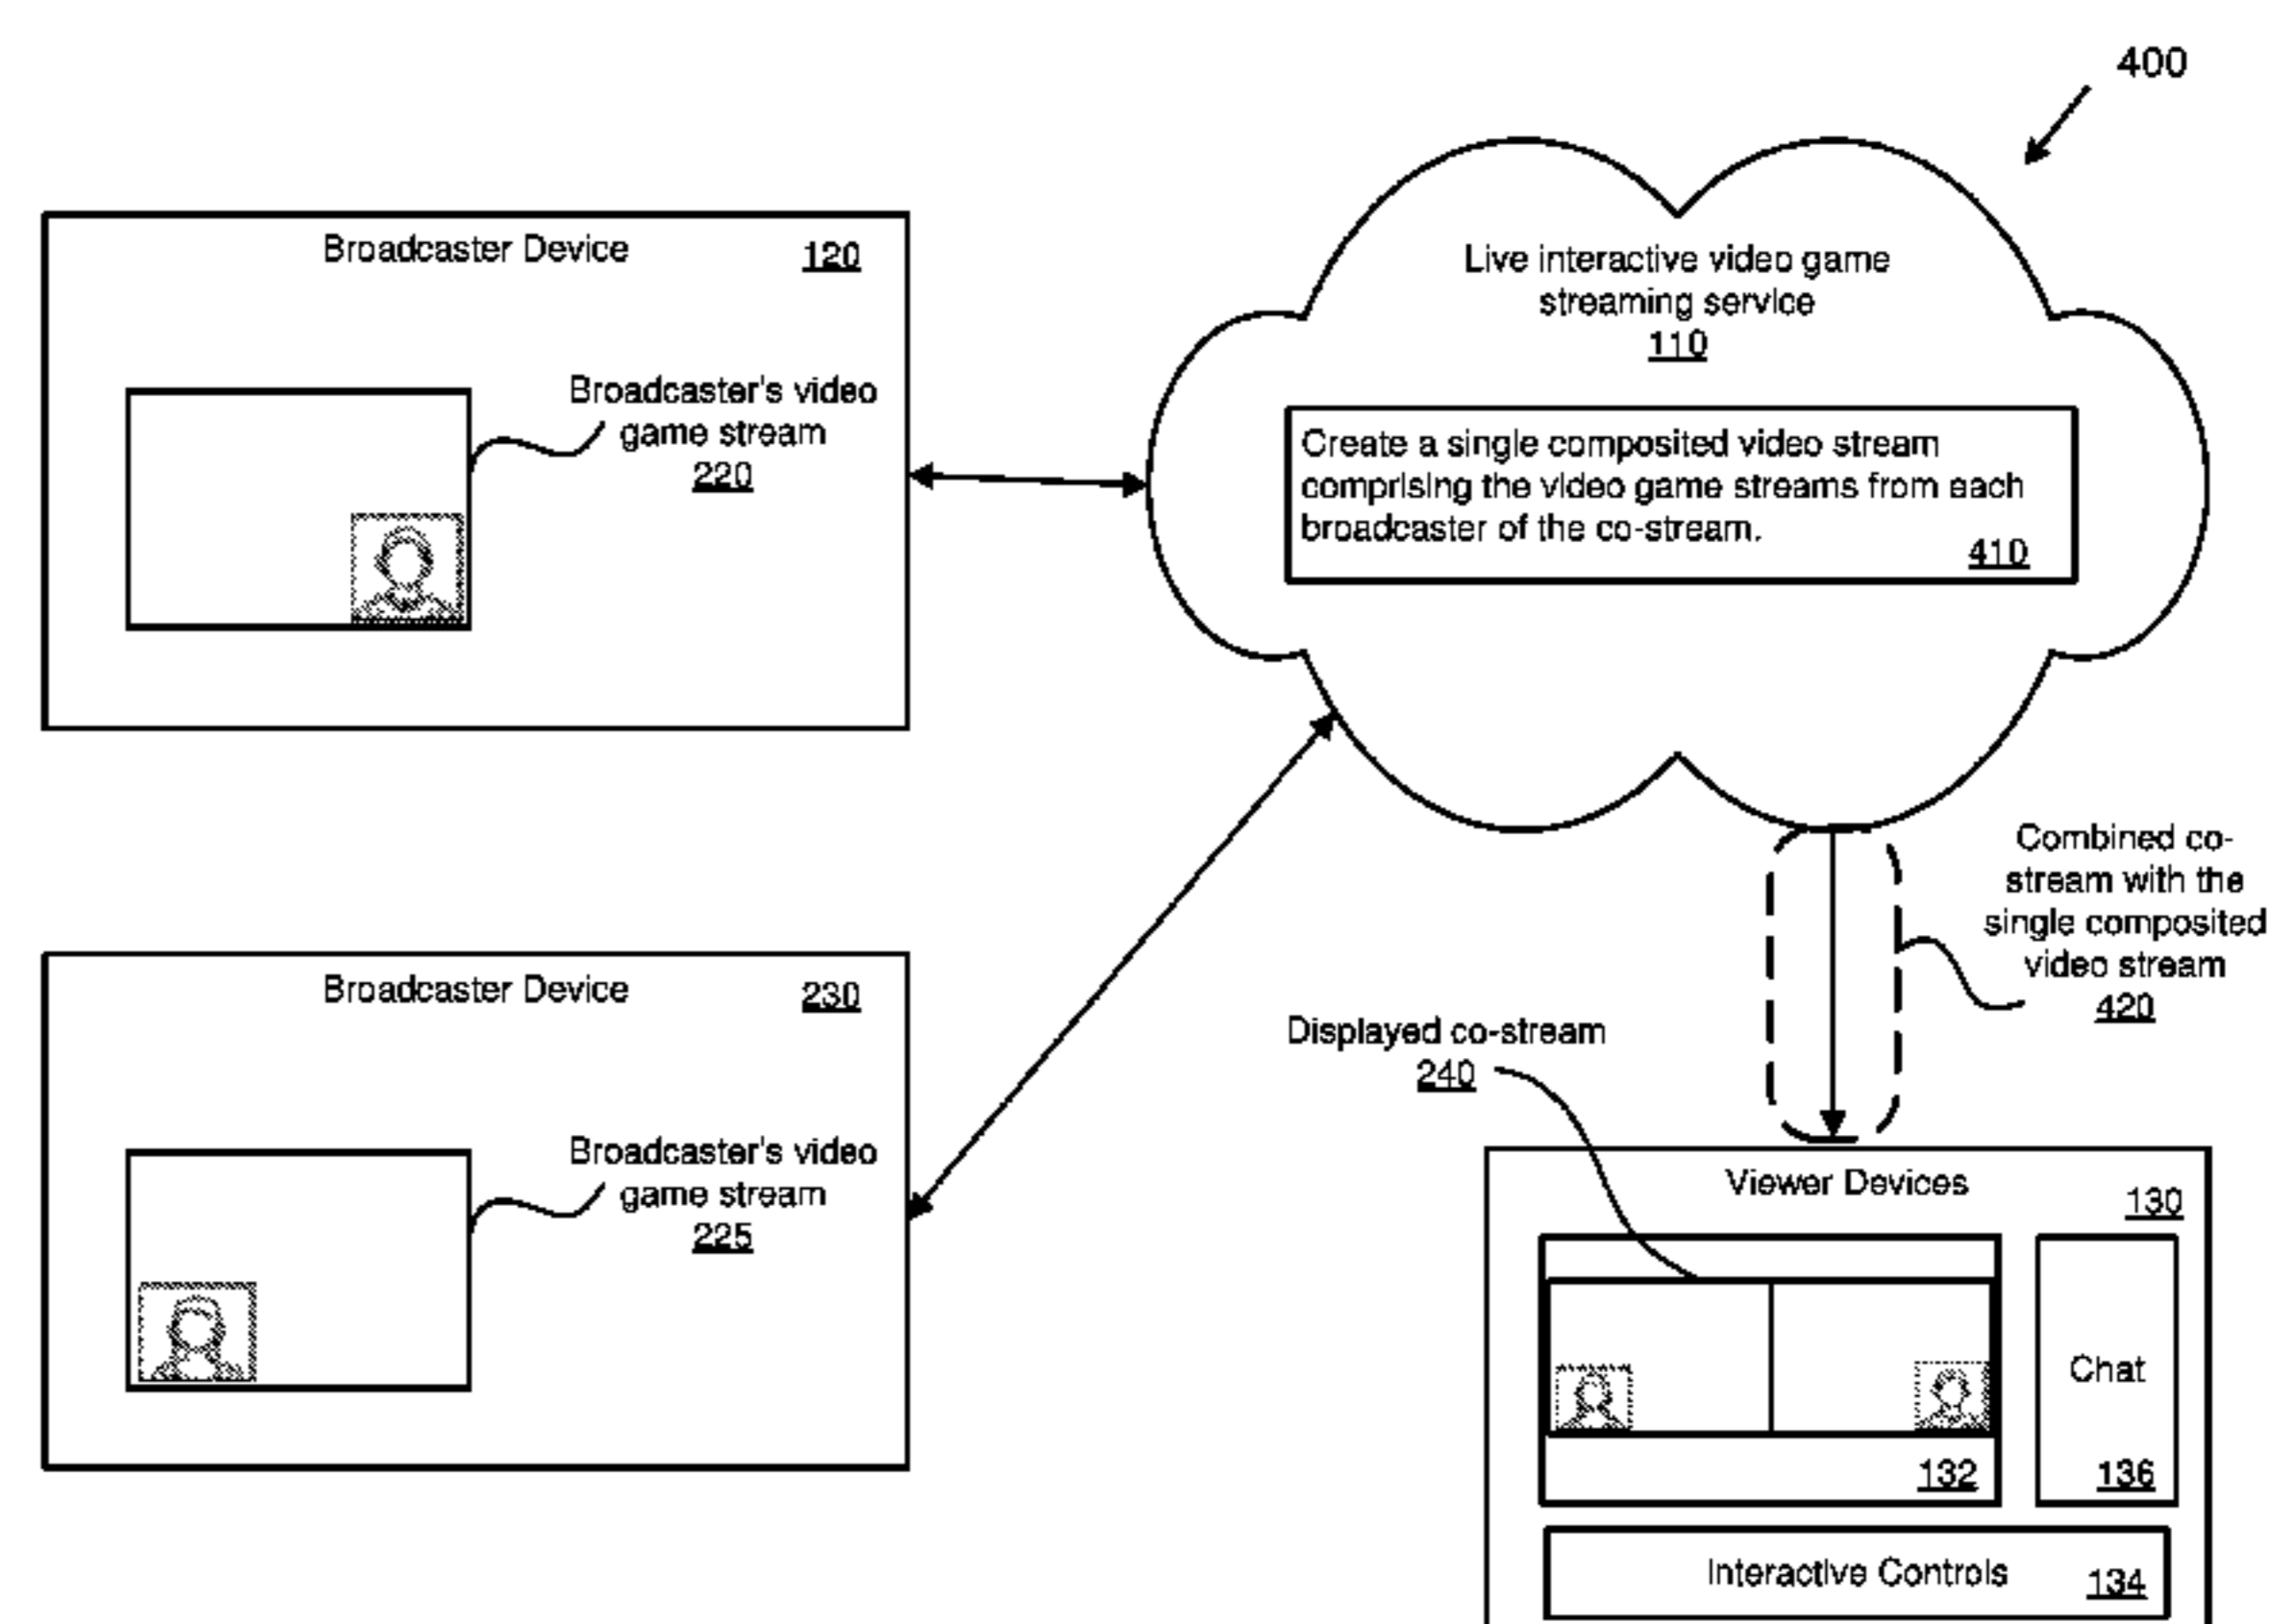 400
Broadcaster Device 120
Broadcaster's video
game stream
220
Live interactive video game
streaming service
110
Create a single composited video stream
comprising the video game streams from each
broadcaster of the co-stream.
410
Broadcaster Device 230
Broadcaster's video
game stream
225
Combined co-
stream with the
single composited
video stream
420
Displayed co-stream
240
Viewer Devices
130
132
Chat
136
Interactive Controls 134